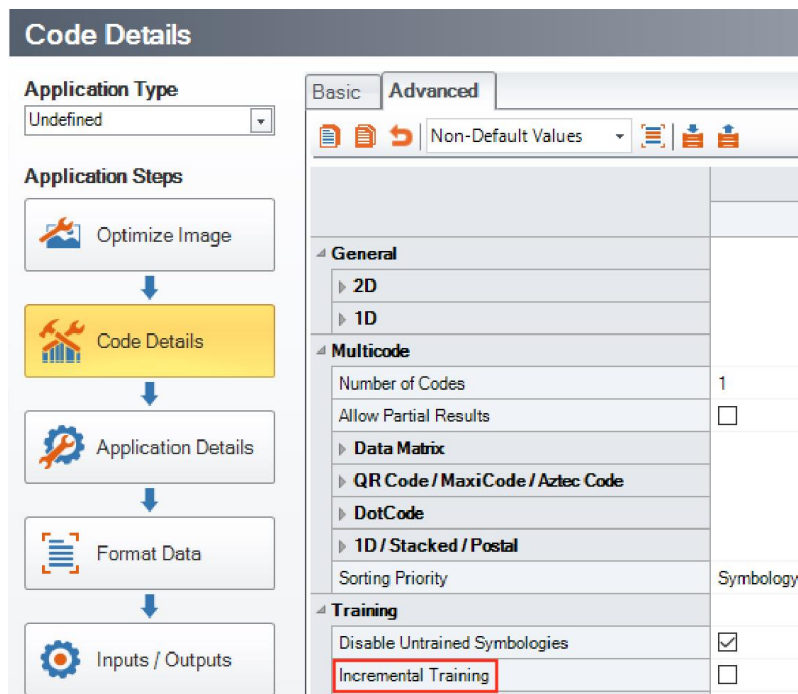 Code Details
Application Type
Undefined
Application Steps
Optimize Image
Code Details
Application Details
Format Data
Inputs / Outputs
Basic
Advanced
Non-Default Values
General
2D
1D
Multicode
Number of Codes 1
Allow Partial Results
Data Matrix
QR Code / MaxiCode / Aztec Code
DotCode
1D / Stacked / Postal
Sorting Priority Symbology
Training
Disable Untrained Symbologies
Incremental Training